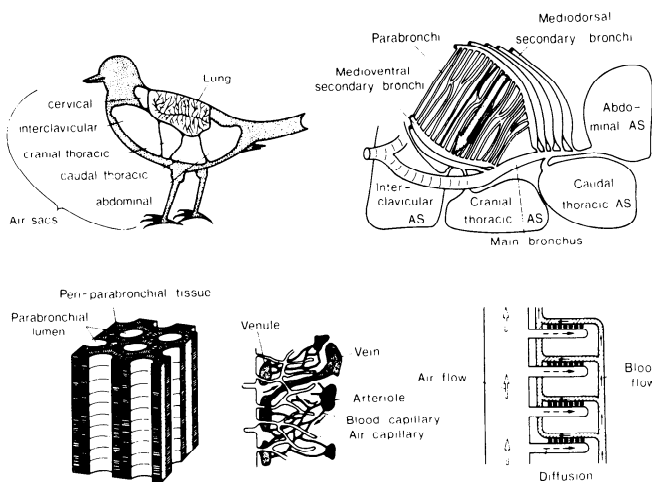 Lung
cervical
interclavicular
cranial thoracic
caudal thoracic
abdominal
Air sacs
Mediodorsal
secondary bronchi
Parabronchi
Medioventral
secondary bronchi
Abdo-
minal AS
Inter-
clavicular
AS
Cranial
thoracic AS
Caudal
thoracic AS
Main bronchus
Peri-parabronchial tissue
Parabronchial
lumen
Venule
Vein
Arteriole
Blood capillary
Air capillary
Air flow
Bloo
flow
Diffusion